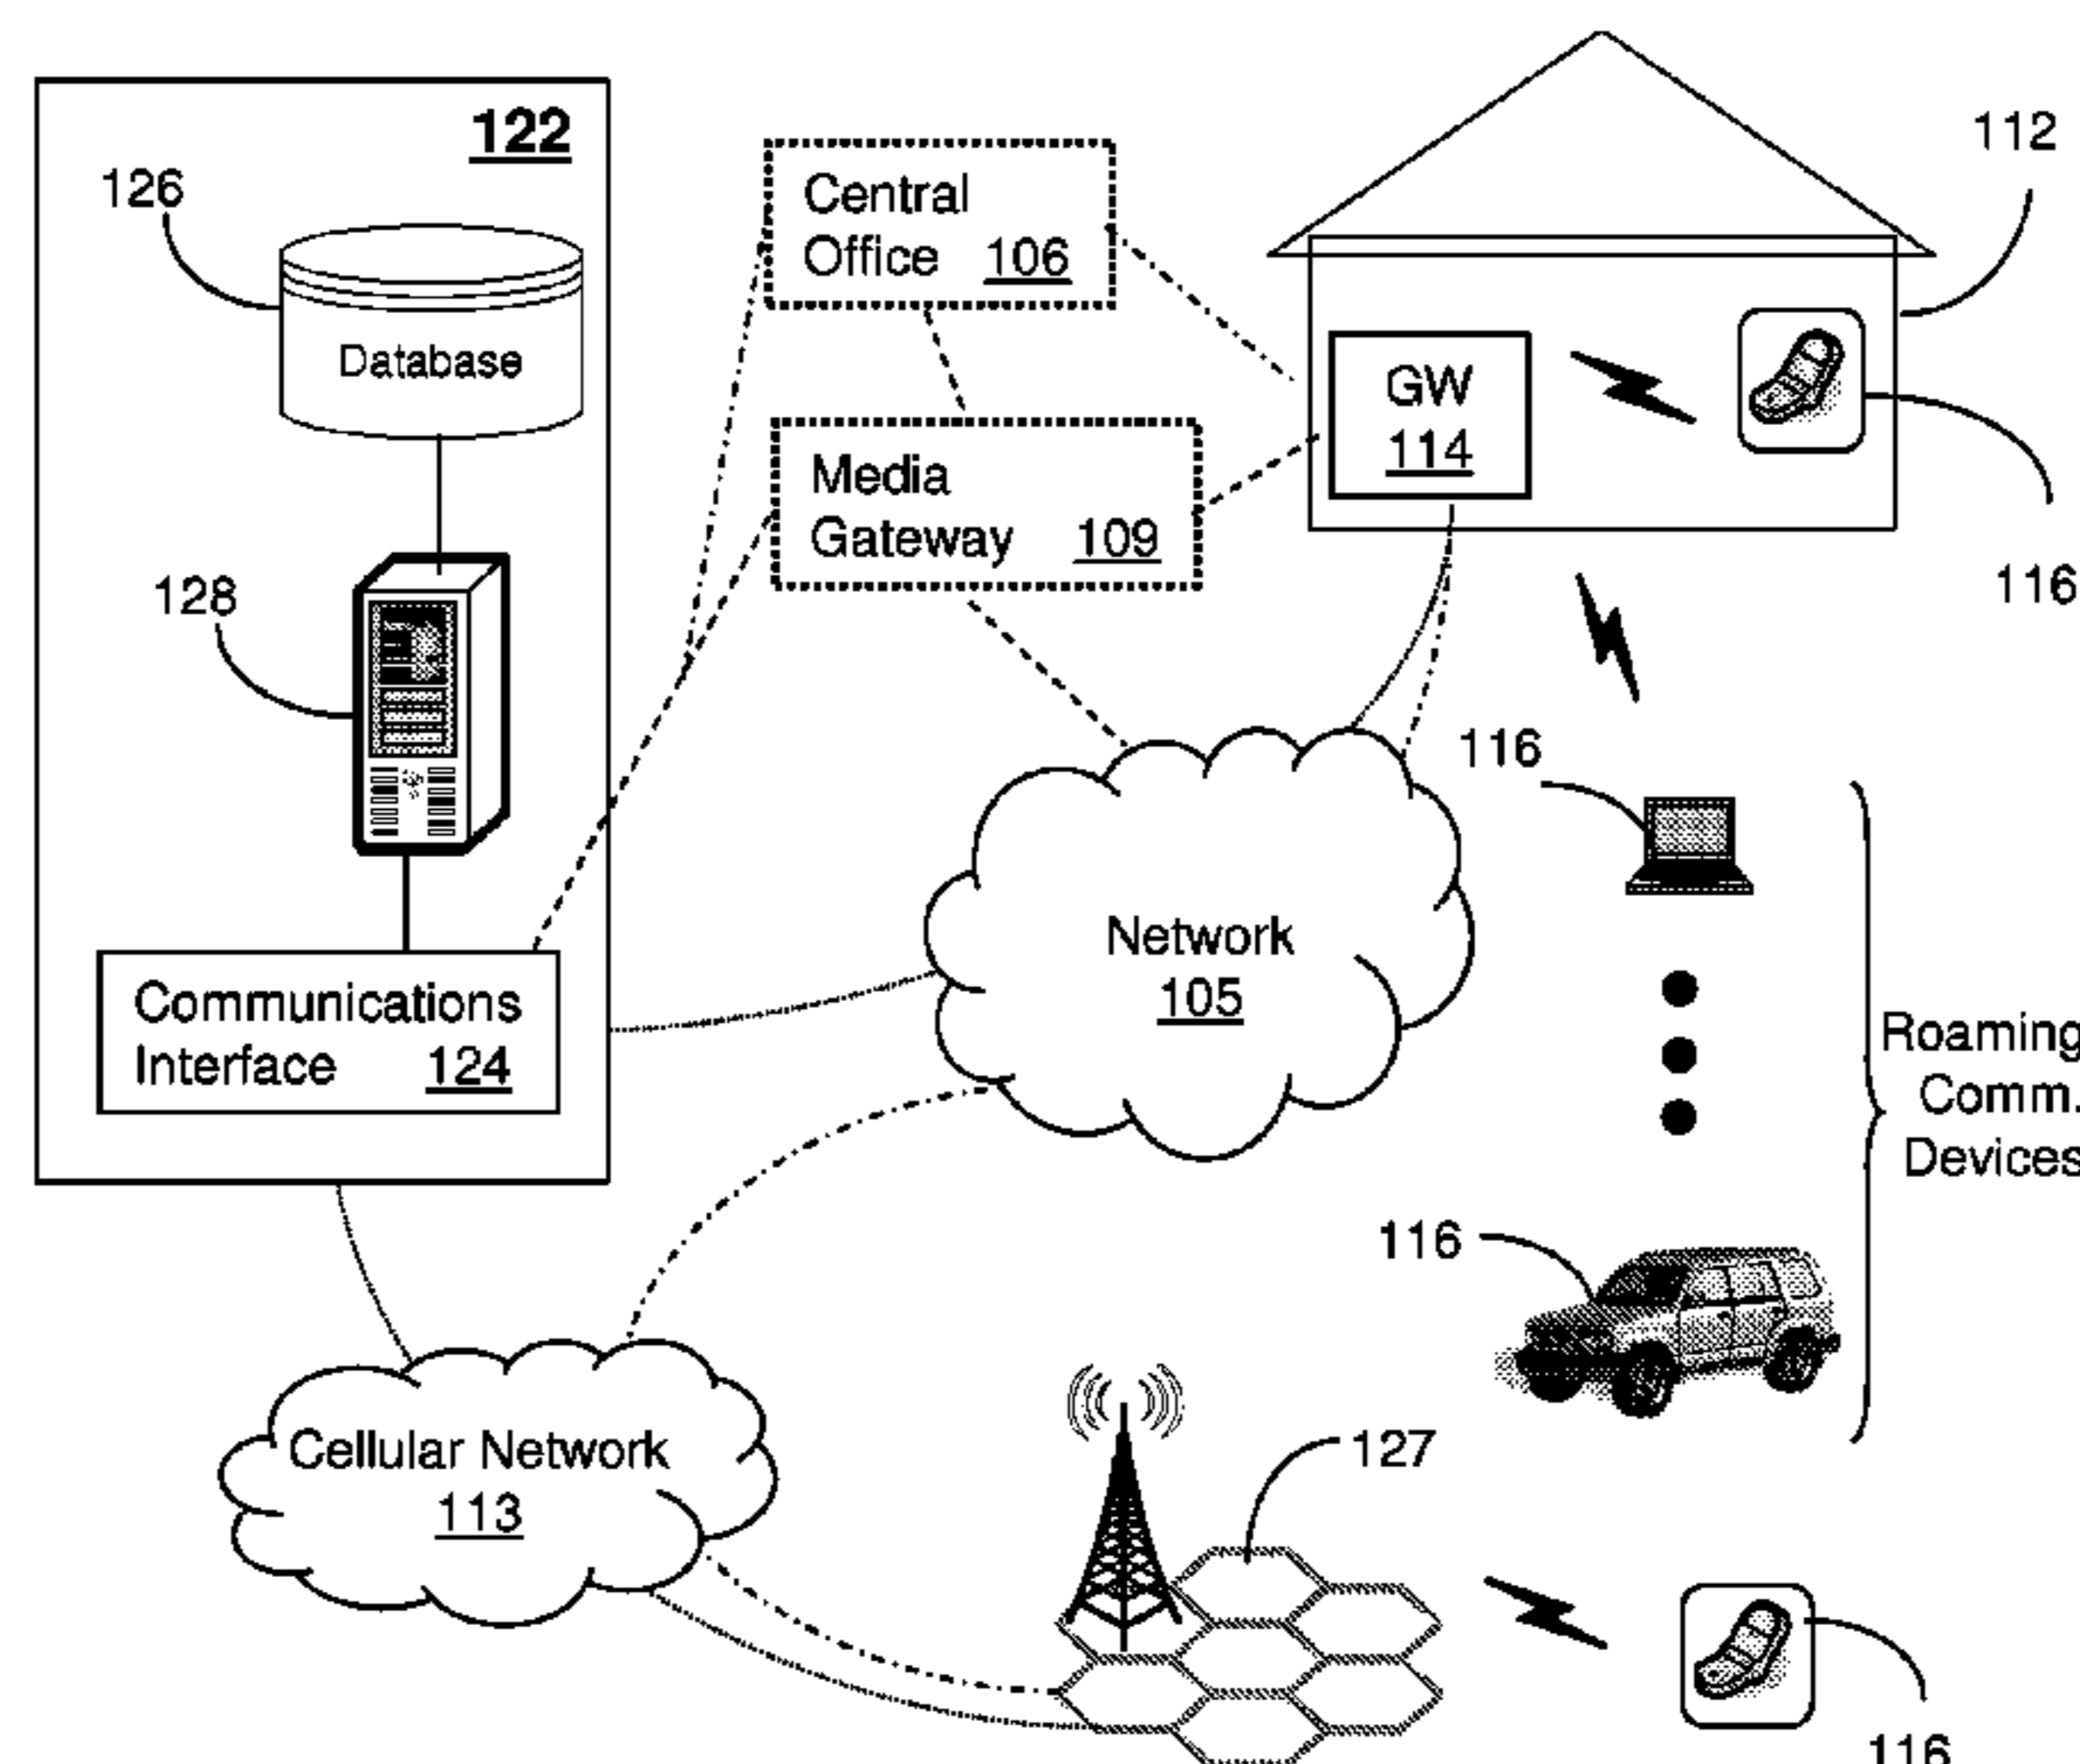 122
126
Database
128
Communications
Interface 124
Central
Office 106
Media
Gateway 109
112
GW
114
116
Network
105
116
Roaming
Comm.
Devices
116
Cellular Network
113
127
116